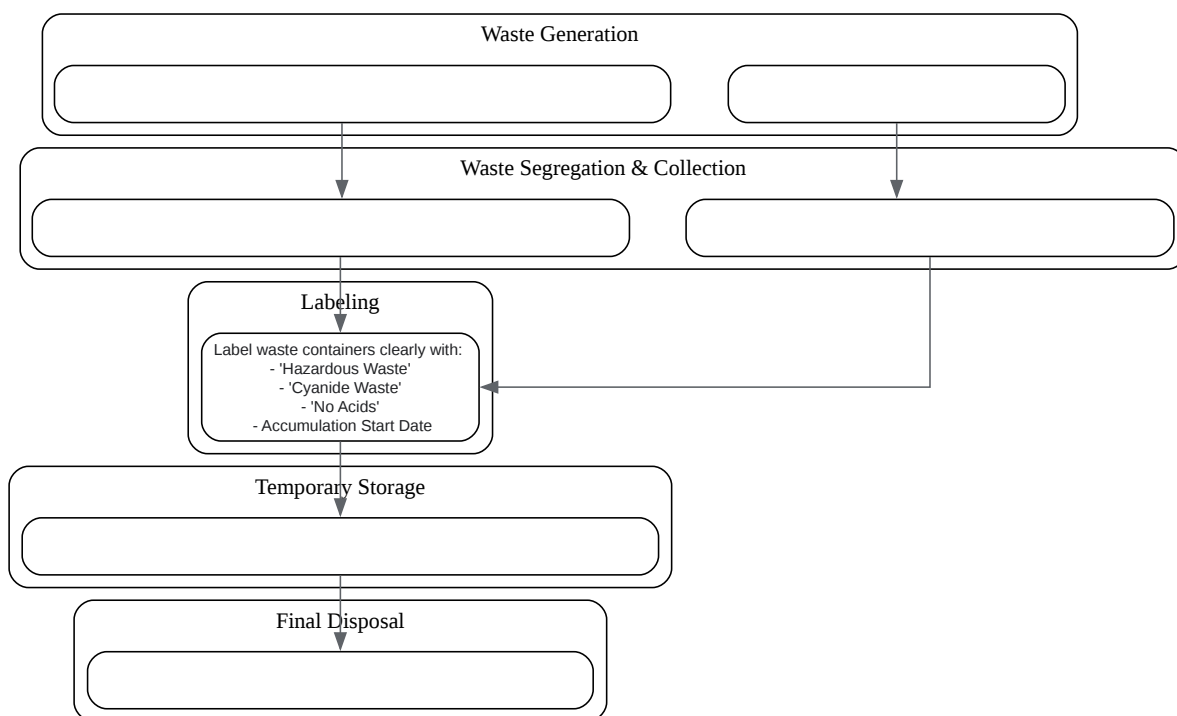 Waste Generation
Waste Segregation & Collection
Labeling
Label waste containers clearly with:
- 'Hazardous Waste'
- 'Cyanide Waste'
- 'No Acids'
- Accumulation Start Date
Temporary Storage
Final Disposal